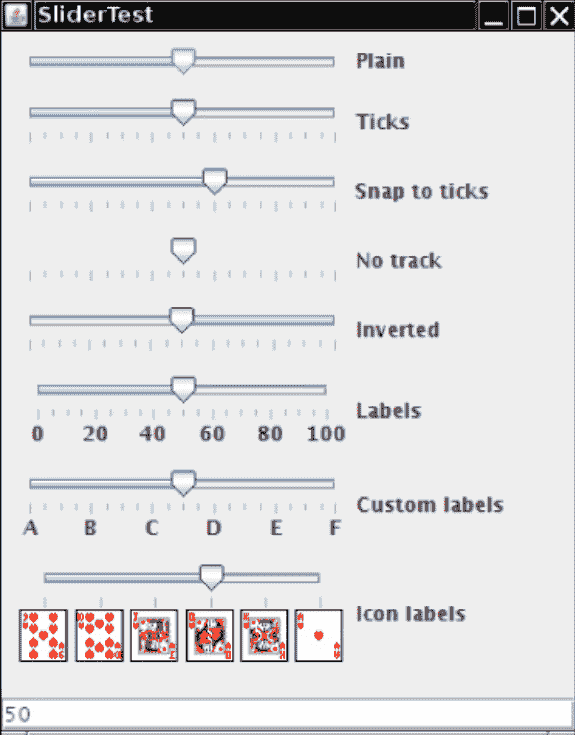 SliderTest
Plain
Ticks
Snap to ticks
No track
Inverted
Labels
0 20 40 60 80 100
Custom labels
A B C D E F
Icon labels
50